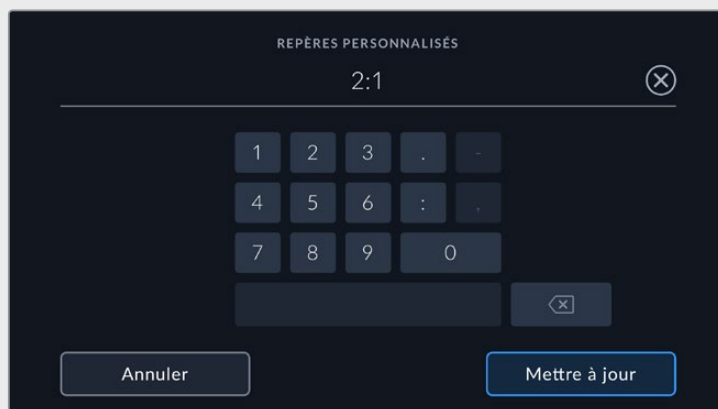 REPÈRES PERSONNALISÉS
2:1
1 2 3 . -
4 5 6 : ,
7 8 9 0
Annuler Mettre à jour